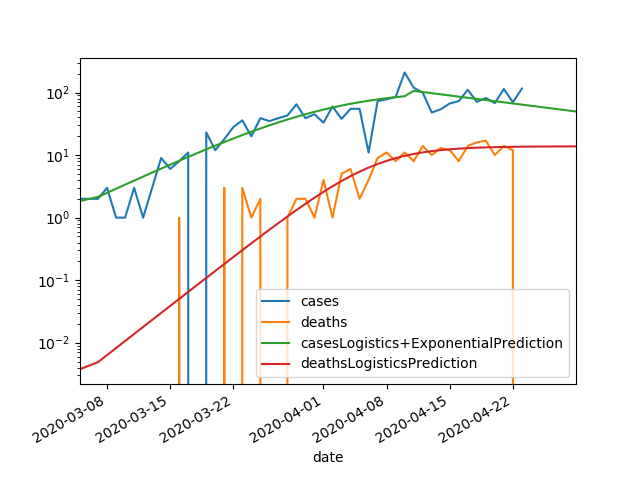 10²
10¹
10⁰
10⁻¹
10⁻²
cases
deaths
casesLogistics+ExponentialPrediction
deathsLogisticsPrediction
2020-03-08
2020-03-15
2020-03-22
2020-04-01
2020-04-08
2020-04-15
2020-04-22
date